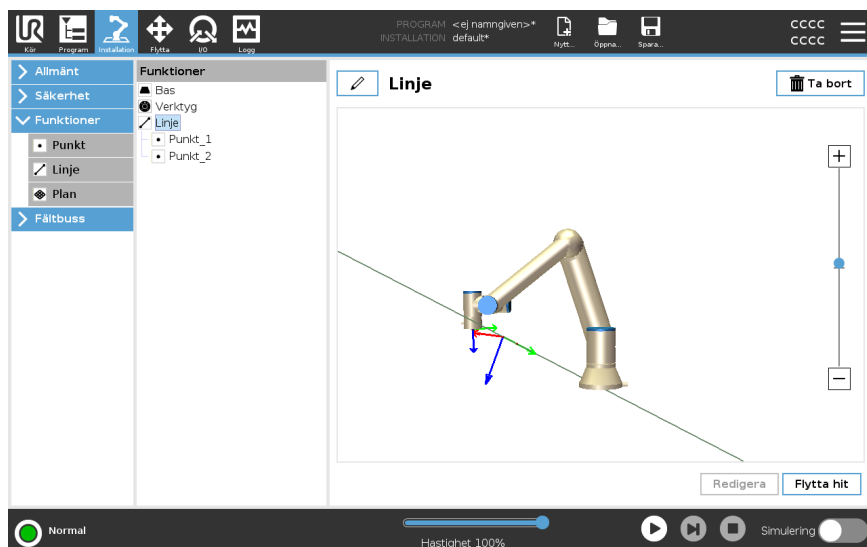 PROGRAM <ej namngiven>*
INSTALLATION default*
CCCC
CCCC
UR
Kör
Program
Installation
Flytta
I/O
Logg
Nytt...
Öppna...
Spara...
Allmänt
Säkerhet
Funktioner
Punkt
Linje
Plan
Fältbuss
Funktioner
Bas
Verktyg
Linje
Punkt_1
Punkt_2
Linje
Ta bort
Redigera
Flytta hit
Normal
Hastighet 100%
Simulering